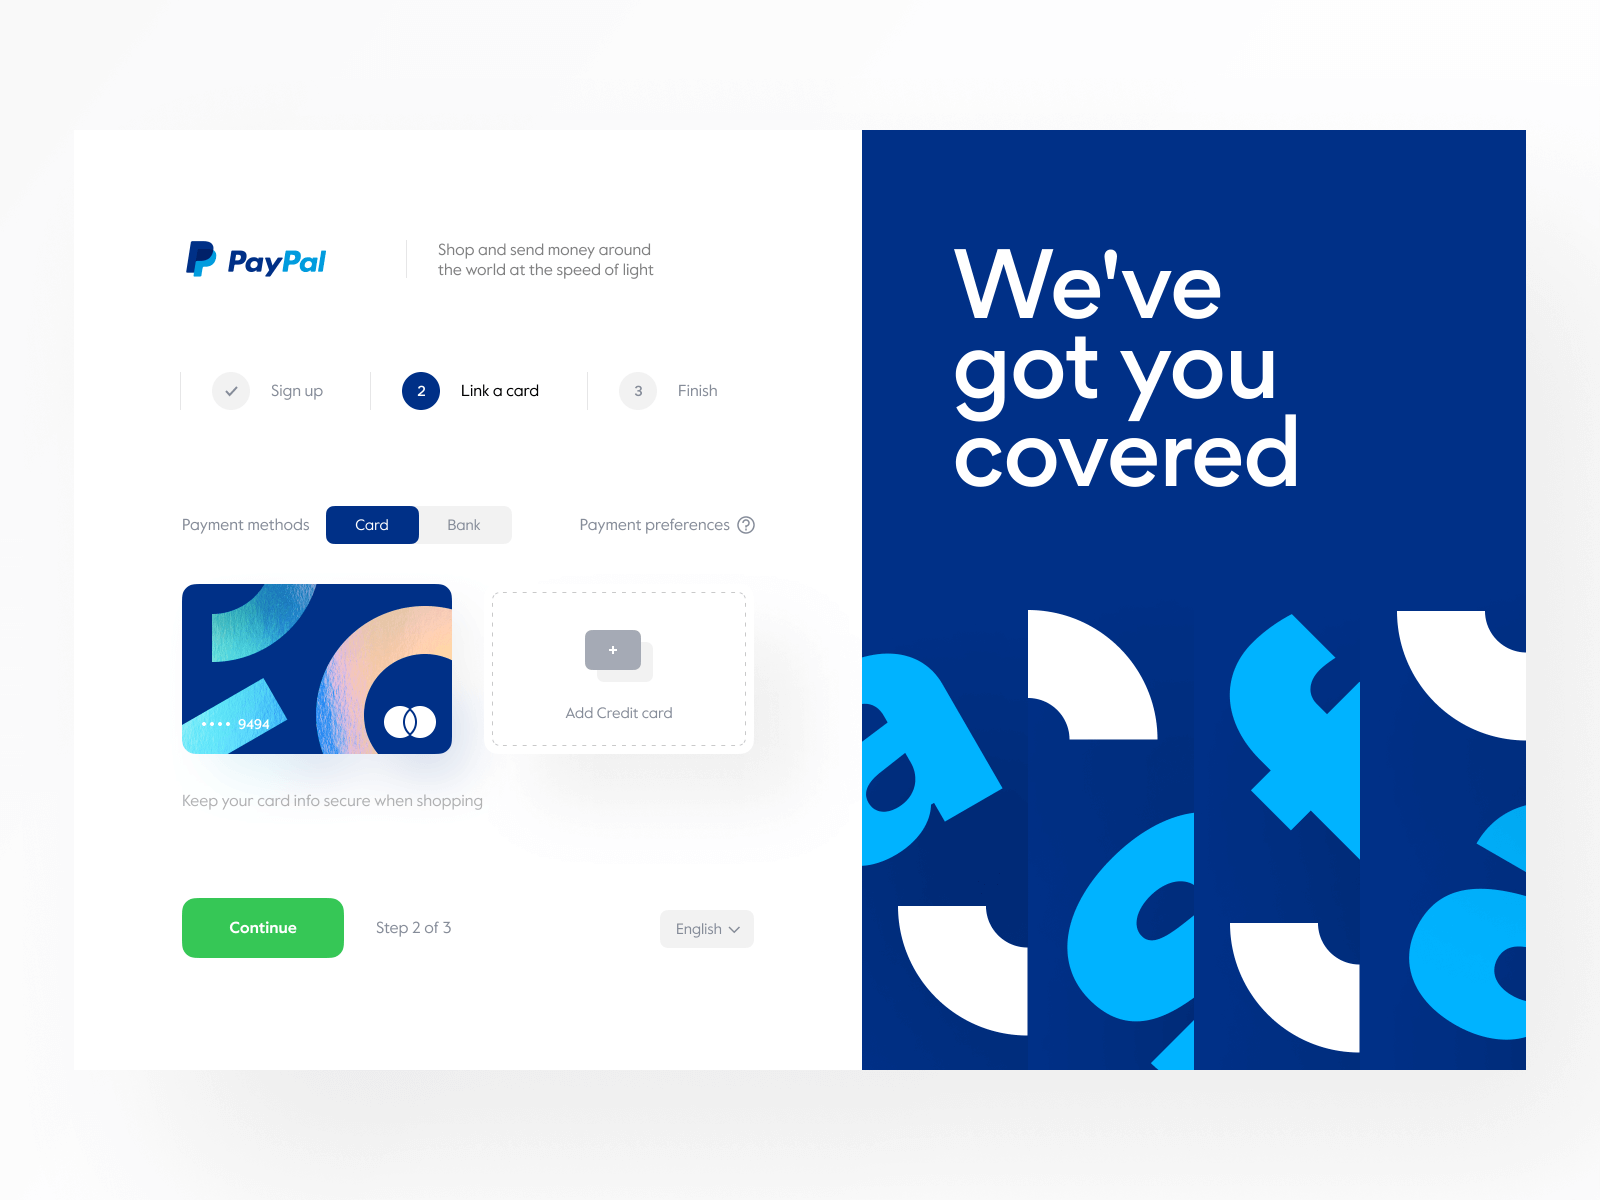 PayPal
Shop and send money around
the world at the speed of light
Sign up
2
Link a card
3
Finish
Payment methods
Card
Bank
Payment preferences ?
•••• 9494
+
Add Credit card
Keep your card info secure when shopping
Continue
Step 2 of 3
English
We've
got you
covered